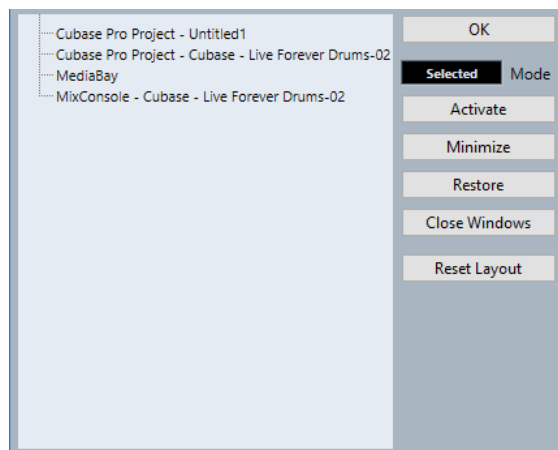 Cubase Pro Project - Untitled1
Cubase Pro Project - Cubase - Live Forever Drums-02
MediaBay
MixConsole - Cubase - Live Forever Drums-02
OK
Selected Mode
Activate
Minimize
Restore
Close Windows
Reset Layout